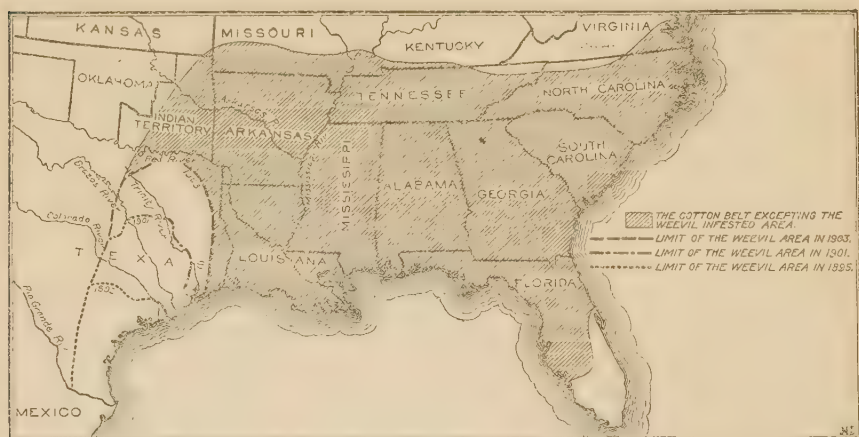 KANSAS
MISSOURI
VIRGINIA
KENTUCKY
OKLAHOMA
TENNESSEE
NORTH CAROLINA
Arkansas R.
INDIAN
TERRITORY
ARKANSAS
SOUTH
CAROLINA
Red River
MISSISSIPPI
ALABAMA
GEORGIA
Brazos River
Trinity River
Colorado River
1901
T E X A
LOUISIANA
1895
FLORIDA
Rio Grande R.
MEXICO
THE COTTON BELT EXCEPTING THE
WEEVIL INFESTED AREA.
LIMIT OF THE WEEVIL AREA IN 1903.
LIMIT OF THE WEEVIL AREA IN 1901.
LIMIT OF THE WEEVIL AREA IN 1895.